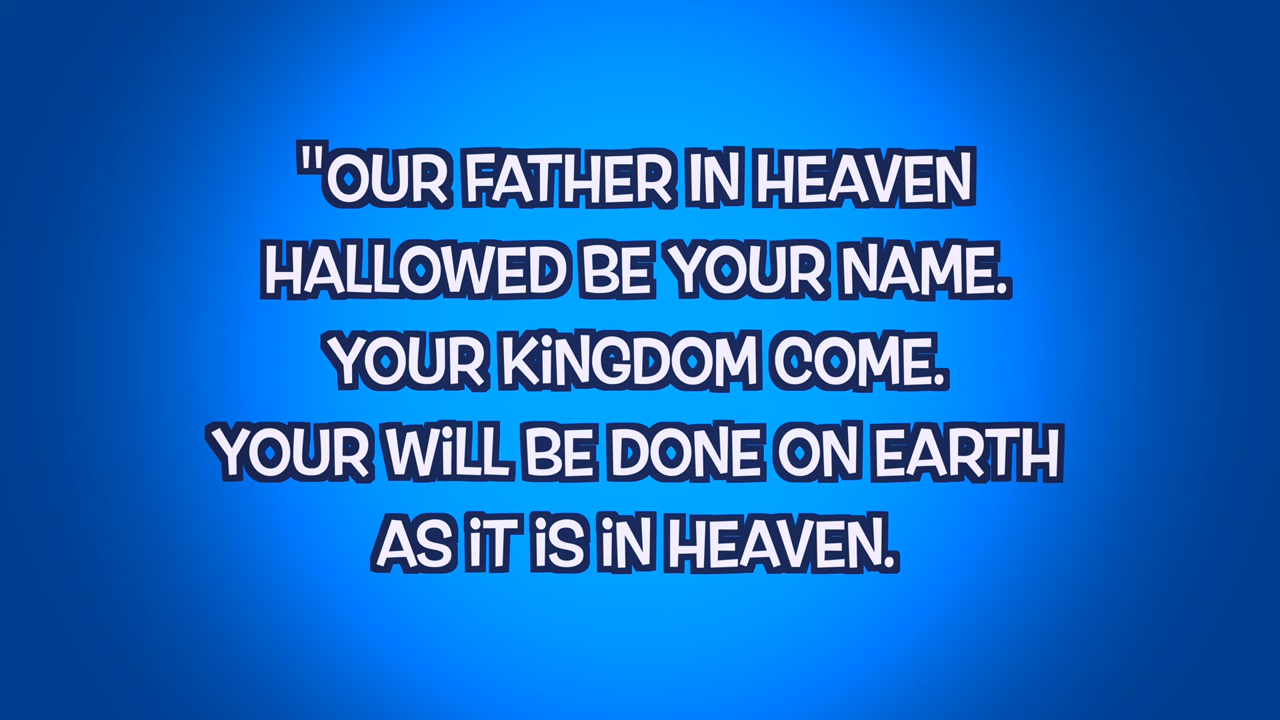 "OUR FATHER IN HEAVEN
HALLOWED BE YOUR NAME.
YOUR KiNGDOM COME.
YOUR WiLL BE DONE ON EARTH
AS iT iS iN HEAVEN.